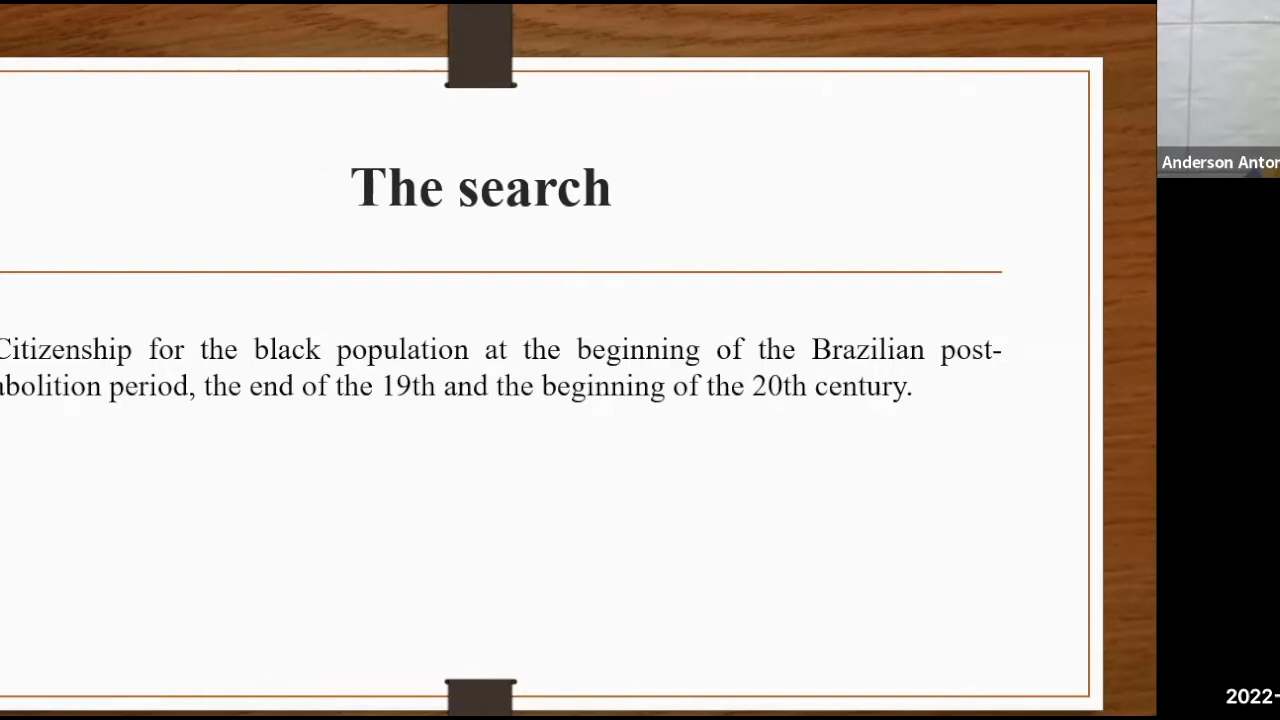 The search
Citizenship for the black population at the beginning of the Brazilian post-
abolition period, the end of the 19th and the beginning of the 20th century.
Anderson Anton
2022-